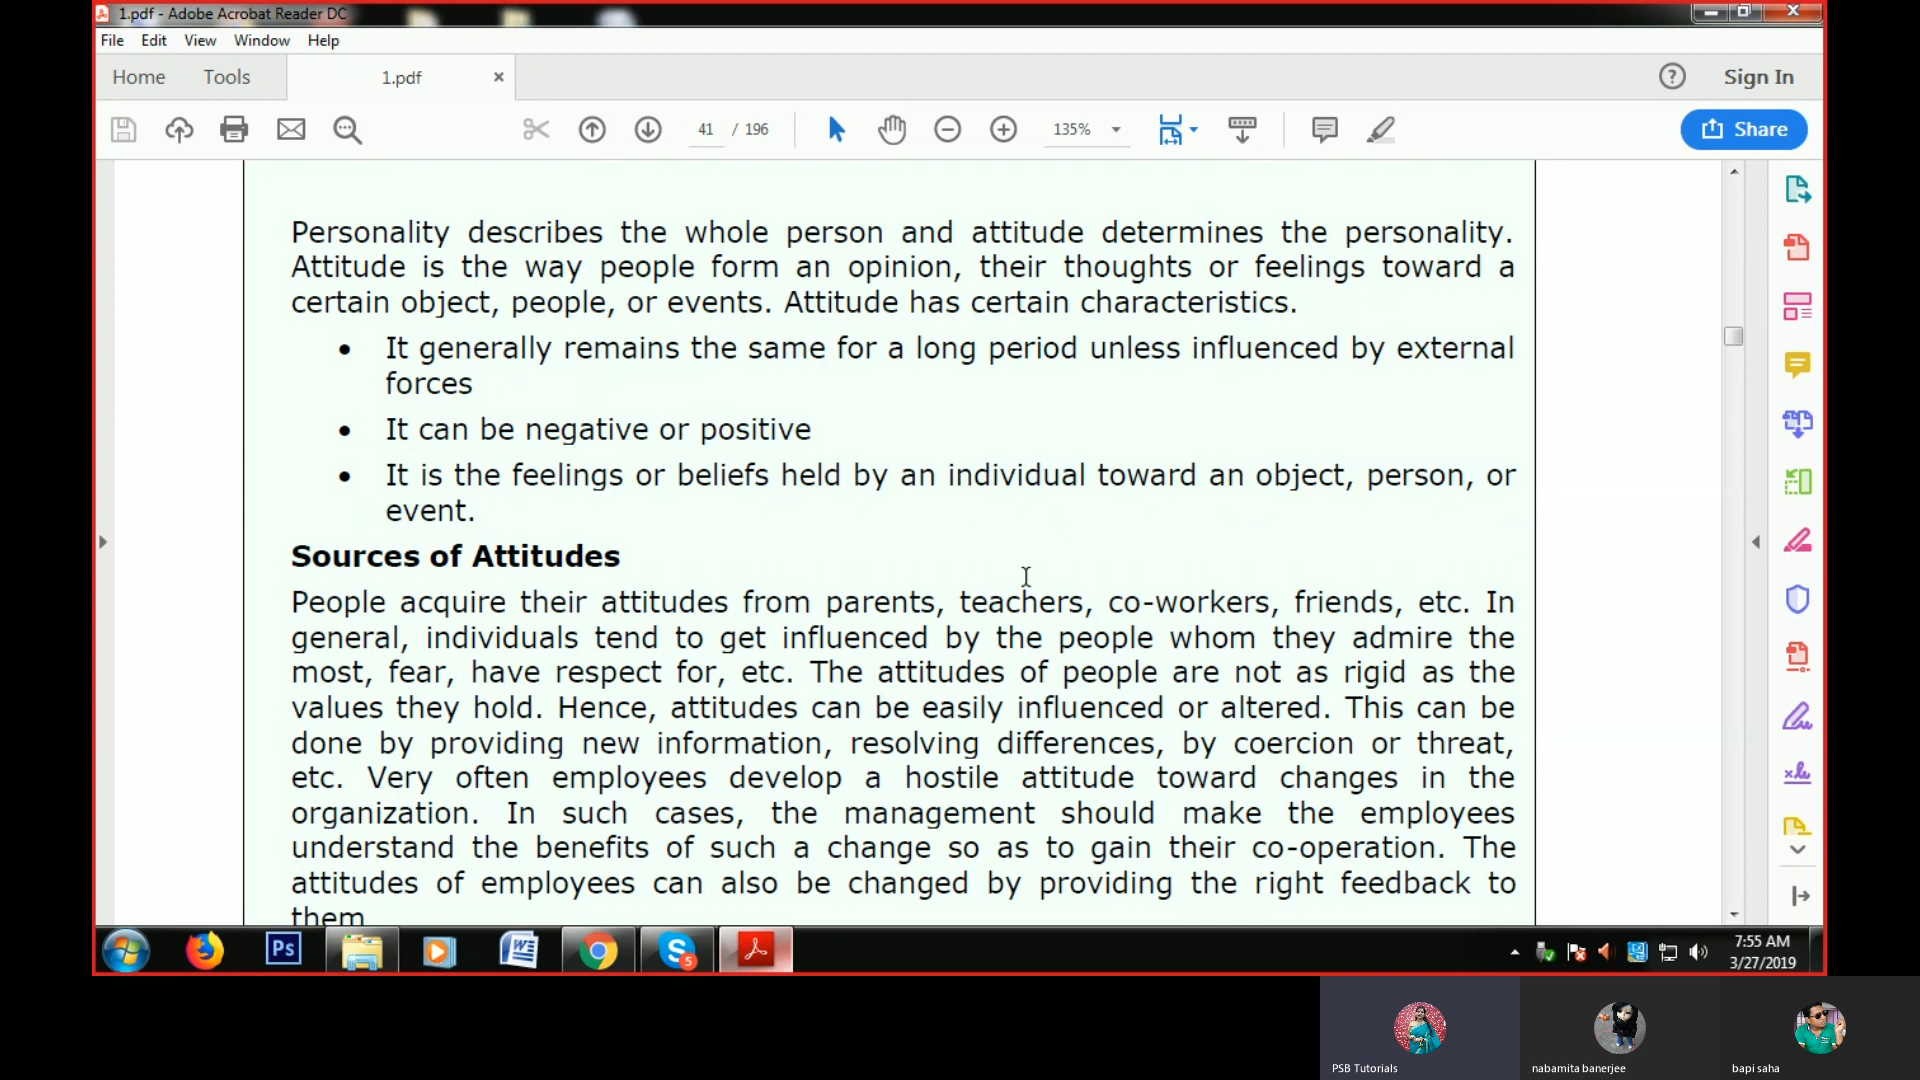 1.pdf - Adobe Acrobat Reader DC
File Edit View Window Help
Home Tools 1.pdf Sign In
41 / 196 135% Share
Personality describes the whole person and attitude determines the personality.
Attitude is the way people form an opinion, their thoughts or feelings toward a
certain object, people, or events. Attitude has certain characteristics.
• It generally remains the same for a long period unless influenced by external
forces
• It can be negative or positive
• It is the feelings or beliefs held by an individual toward an object, person, or
event.
Sources of Attitudes
People acquire their attitudes from parents, teachers, co-workers, friends, etc. In
general, individuals tend to get influenced by the people whom they admire the
most, fear, have respect for, etc. The attitudes of people are not as rigid as the
values they hold. Hence, attitudes can be easily influenced or altered. This can be
done by providing new information, resolving differences, by coercion or threat,
etc. Very often employees develop a hostile attitude toward changes in the
organization. In such cases, the management should make the employees
understand the benefits of such a change so as to gain their co-operation. The
attitudes of employees can also be changed by providing the right feedback to
them
Ps
5
7:55 AM
3/27/2019
PSB Tutorials nabamita banerjee bapi saha